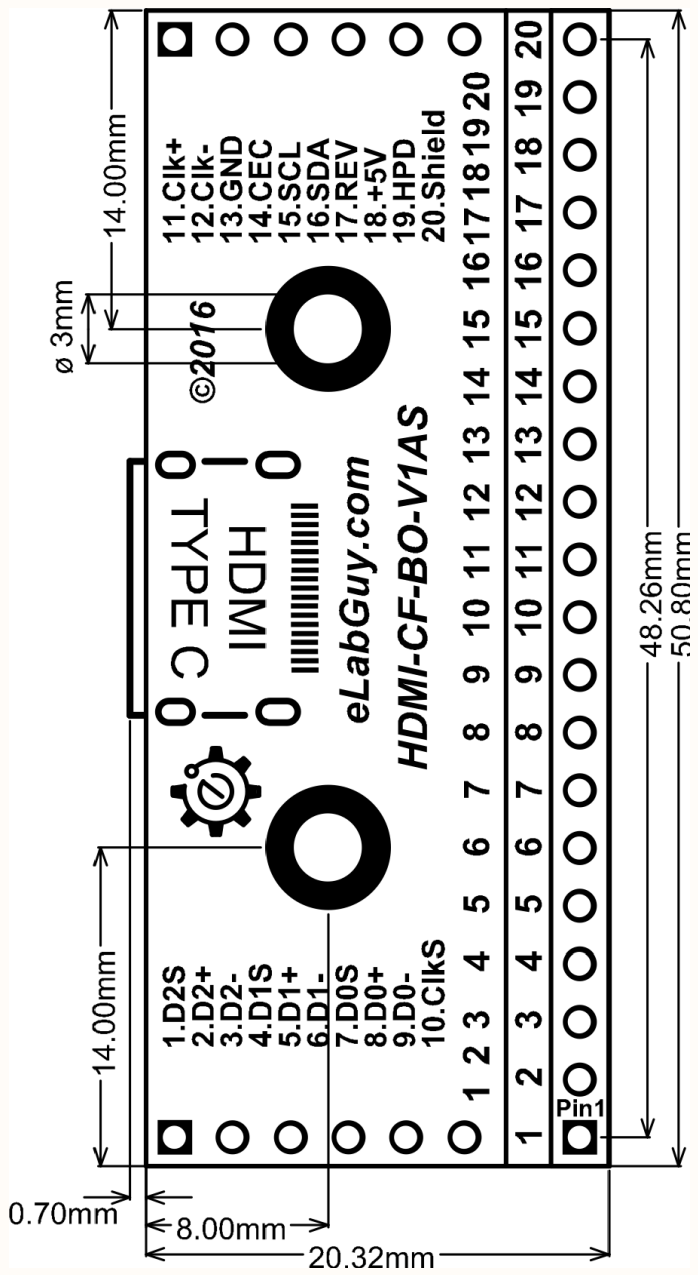 14.00mm
ø 3mm
11.Clk+
12.Clk-
13.GND
14.CEC
15.SCL
16.SDA
17.REV
18.+5V
19.HPD
20.Shield
©2016
HDMI
TYPE C
eLabGuy.com
HDMI-CF-BO-V1AS
1.D2S
2.D2+
3.D2-
4.D1S
5.D1+
6.D1-
7.D0S
8.D0+
9.D0-
10.ClkS
1 2 3 4 5 6 7 8 9 10 11 12 13 14 15 16 17 18 19 20
1 2 3 4 5 6 7 8 9 10 11 12 13 14 15 16 17 18 19 20
Pin1
48.26mm
50.80mm
14.00mm
0.70mm
8.00mm
20.32mm